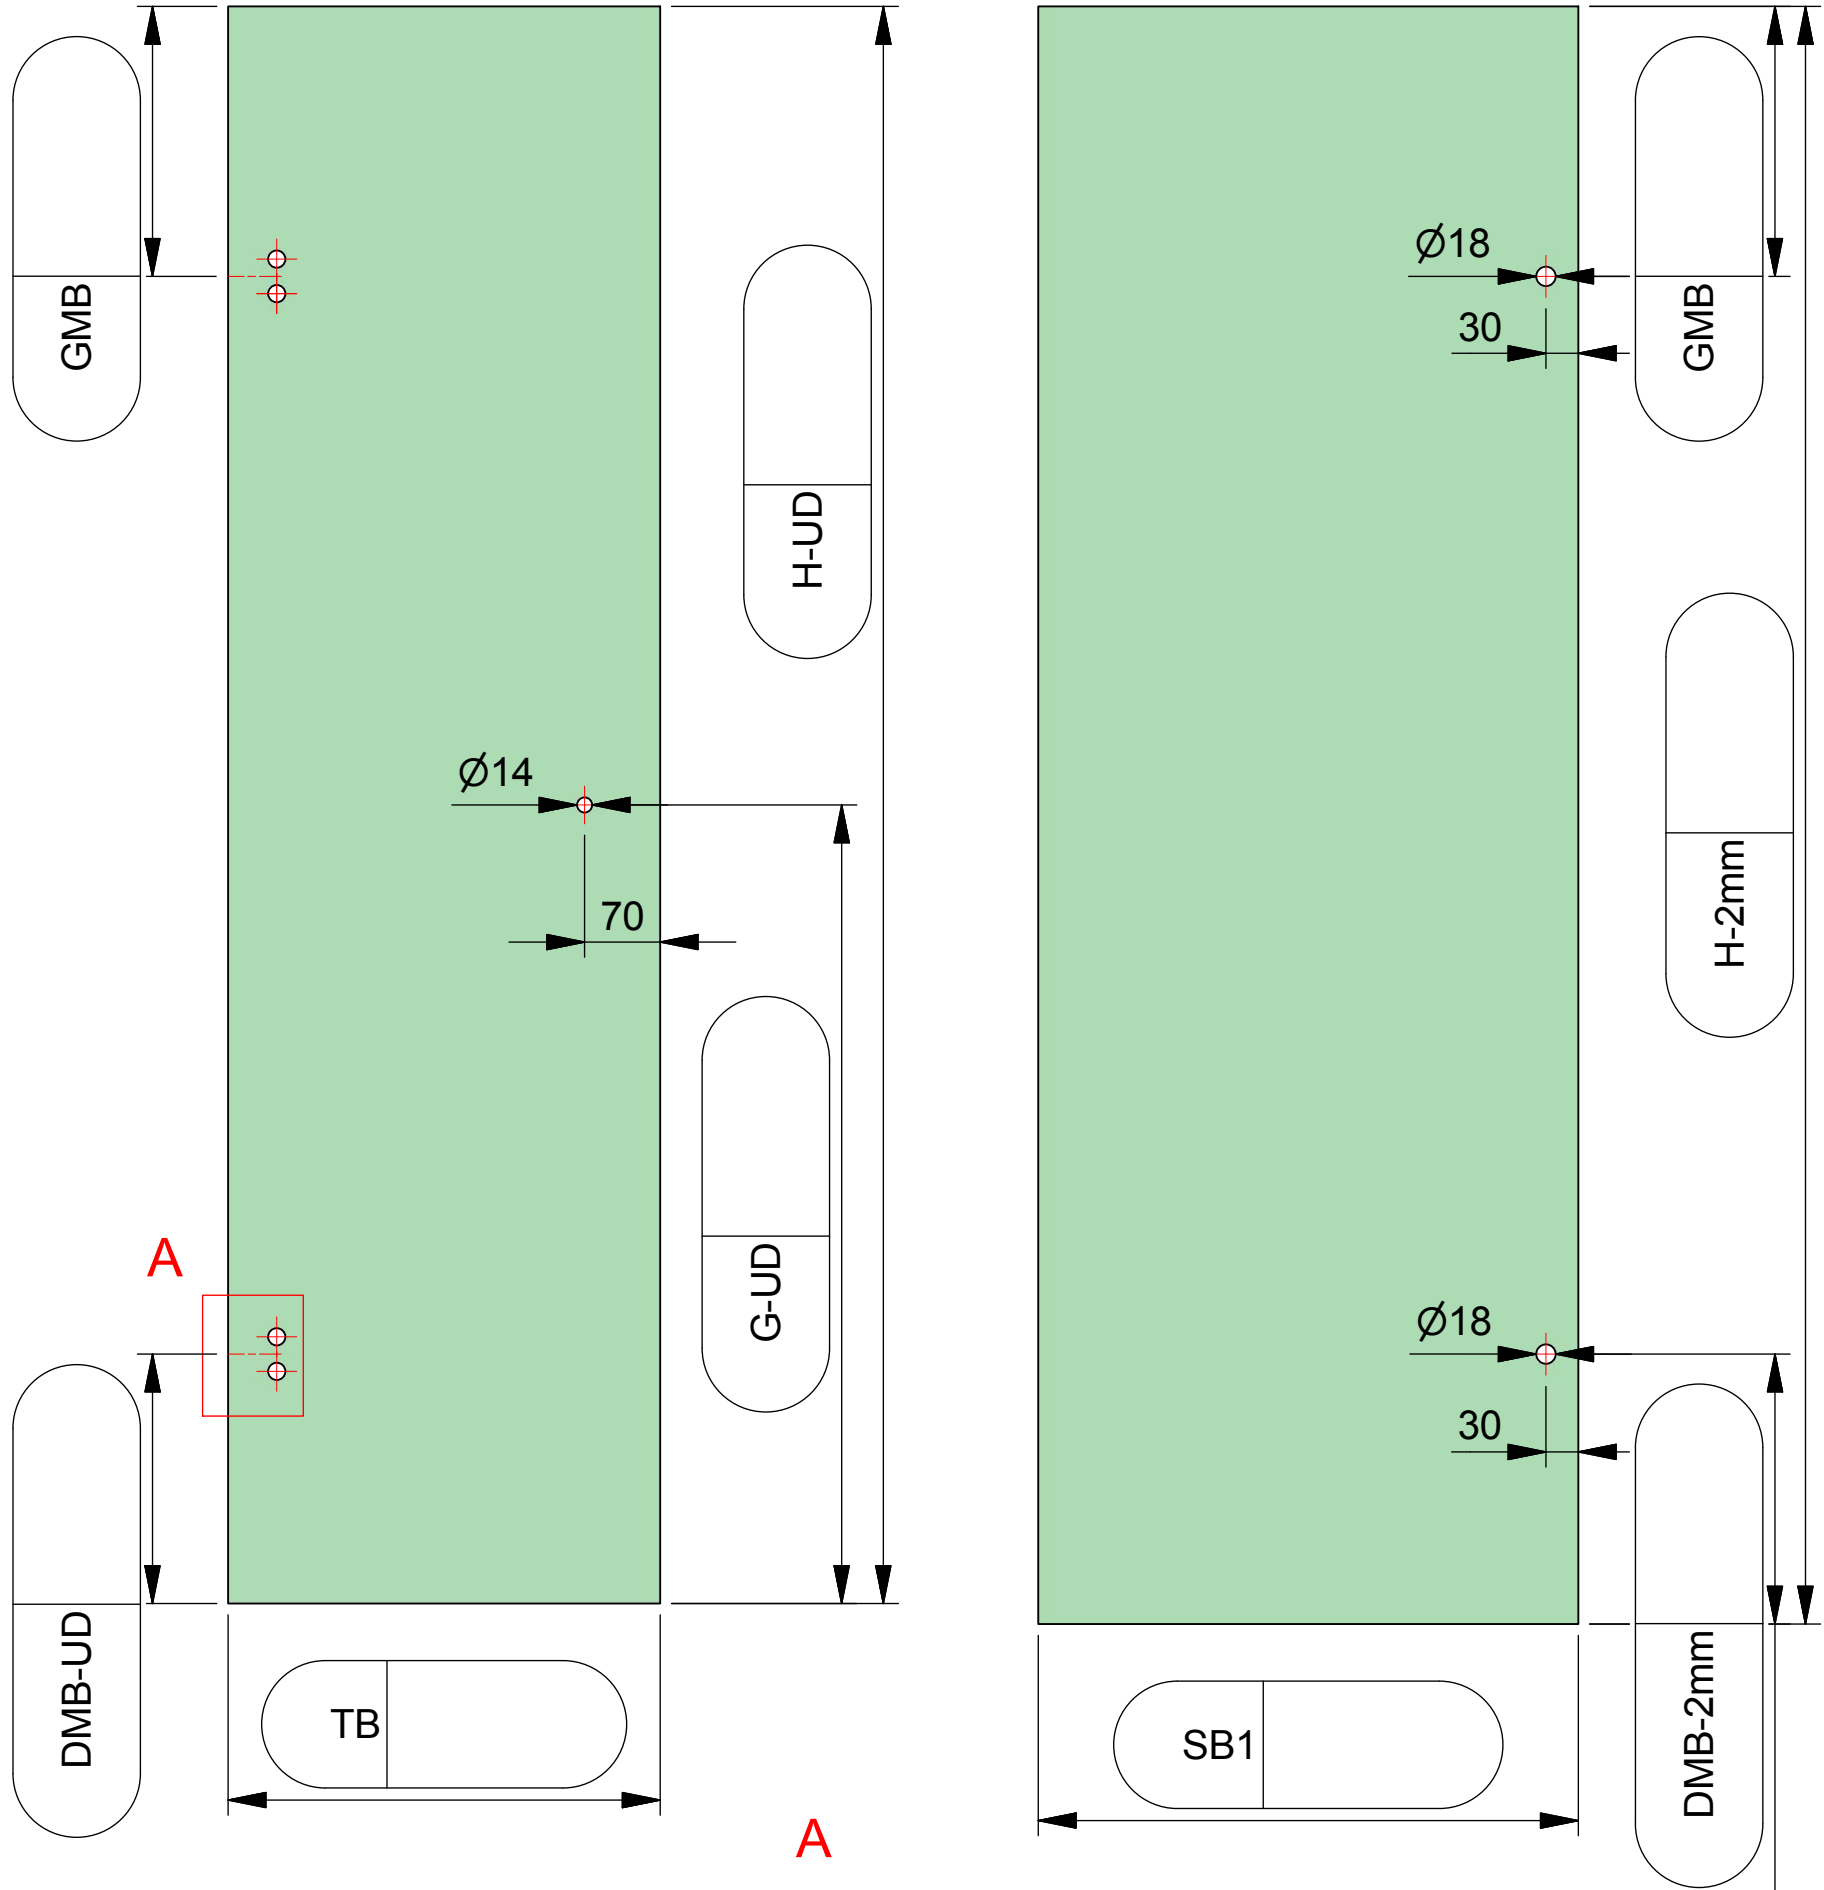 GMB
Ø18
GMB
30
H-UD
Ø14
H-2mm
70
A
G-UD
Ø18
30
DMB-UD
TB
SB1
DMB-2mm
A